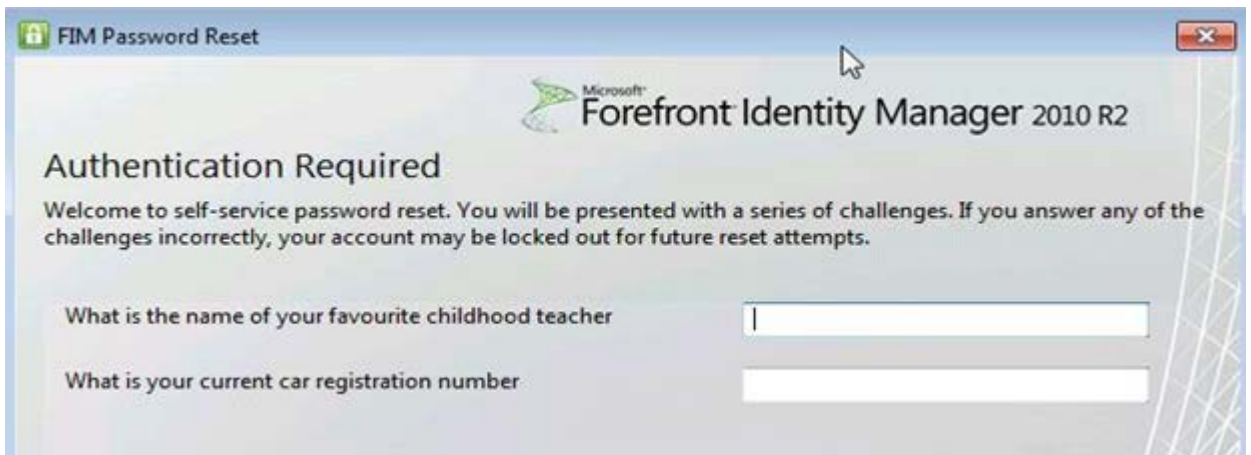 FIM Password Reset
Microsoft
Forefront Identity Manager 2010 R2
Authentication Required
Welcome to self-service password reset. You will be presented with a series of challenges. If you answer any of the
challenges incorrectly, your account may be locked out for future reset attempts.
What is the name of your favourite childhood teacher
What is your current car registration number